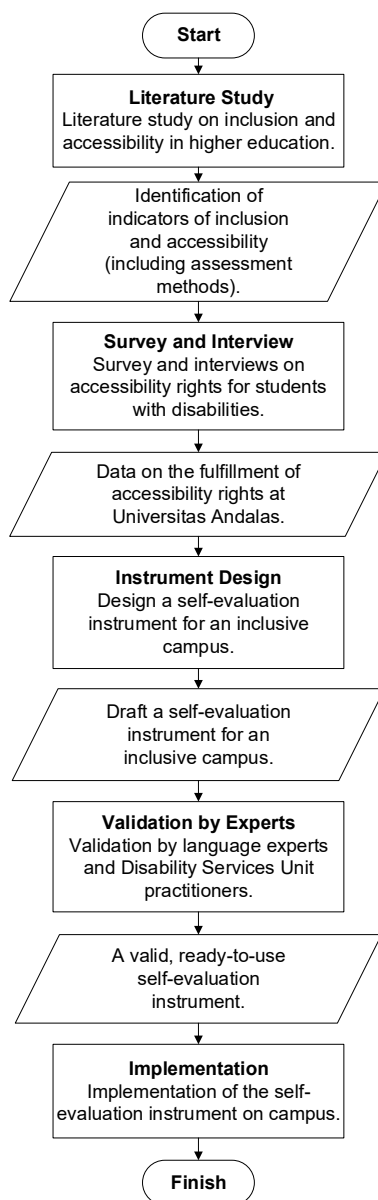 Start
Literature Study
Literature study on inclusion and
accessibility in higher education.
Identification of
indicators of inclusion
and accessibility
(including assessment
methods).
Survey and Interview
Survey and interviews on
accessibility rights for students
with disabilities.
Data on the fulfillment of
accessibility rights at
Universitas Andalas.
Instrument Design
Design a self-evaluation
instrument for an inclusive
campus.
Draft a self-evaluation
instrument for an
inclusive campus.
Validation by Experts
Validation by language experts
and Disability Services Unit
practitioners.
A valid, ready-to-use
self-evaluation
instrument.
Implementation
Implementation of the self-
evaluation instrument on campus.
Finish